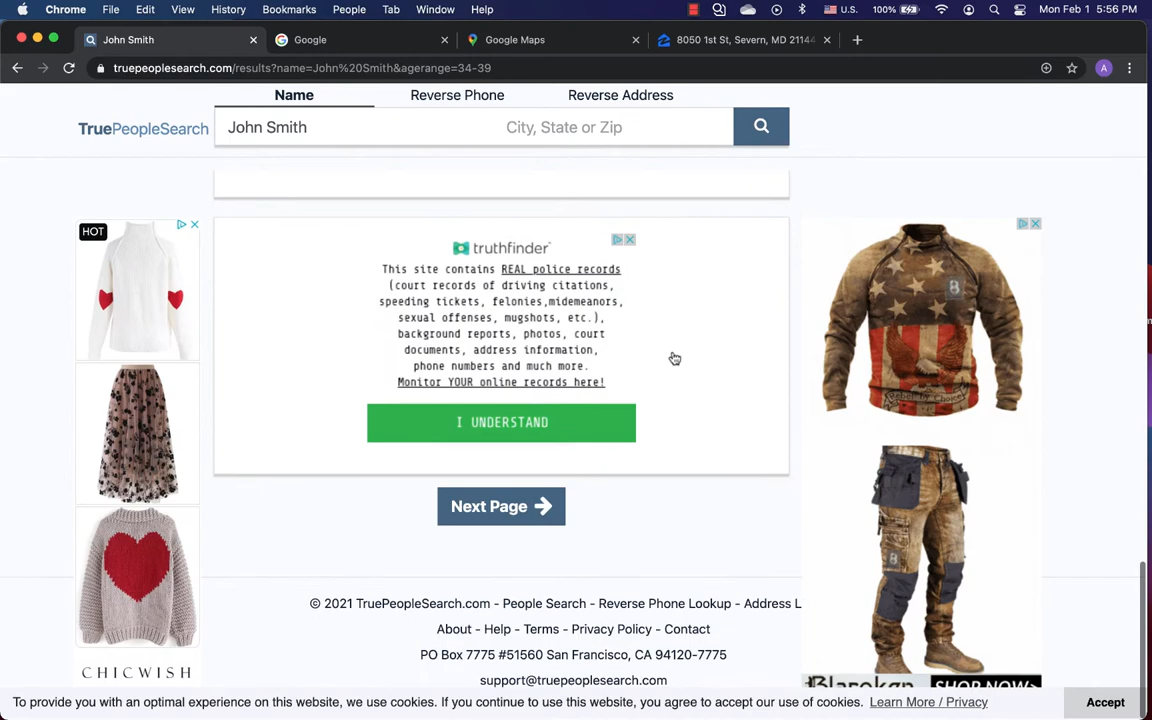 Chrome File Edit View History Bookmarks People Tab Window Help U.S. 100% Mon Feb 1 5:56 PM
John Smith Google Google Maps 8050 1st St, Severn, MD 21144
truepeoplesearch.com/results?name=John%20Smith&agerange=34-39 A
Name Reverse Phone Reverse Address
TruePeopleSearch John Smith City, State or Zip
HOT
truthfinder
This site contains REAL police records
(court records of driving citations,
speeding tickets, felonies,midemeanors,
sexual offenses, mugshots, etc.),
background reports, photos, court
documents, address information,
phone numbers and much more.
Monitor YOUR online records here!
I UNDERSTAND
Next Page
CHICWISH
Rebel By Choice
SHOP NOW>
© 2021 TruePeopleSearch.com - People Search - Reverse Phone Lookup - Address L
About - Help - Terms - Privacy Policy - Contact
PO Box 7775 #51560 San Francisco, CA 94120-7775
support@truepeoplesearch.com
To provide you with an optimal experience on this website, we use cookies. If you continue to use this website, you agree to our use of cookies. Learn More / Privacy Accept